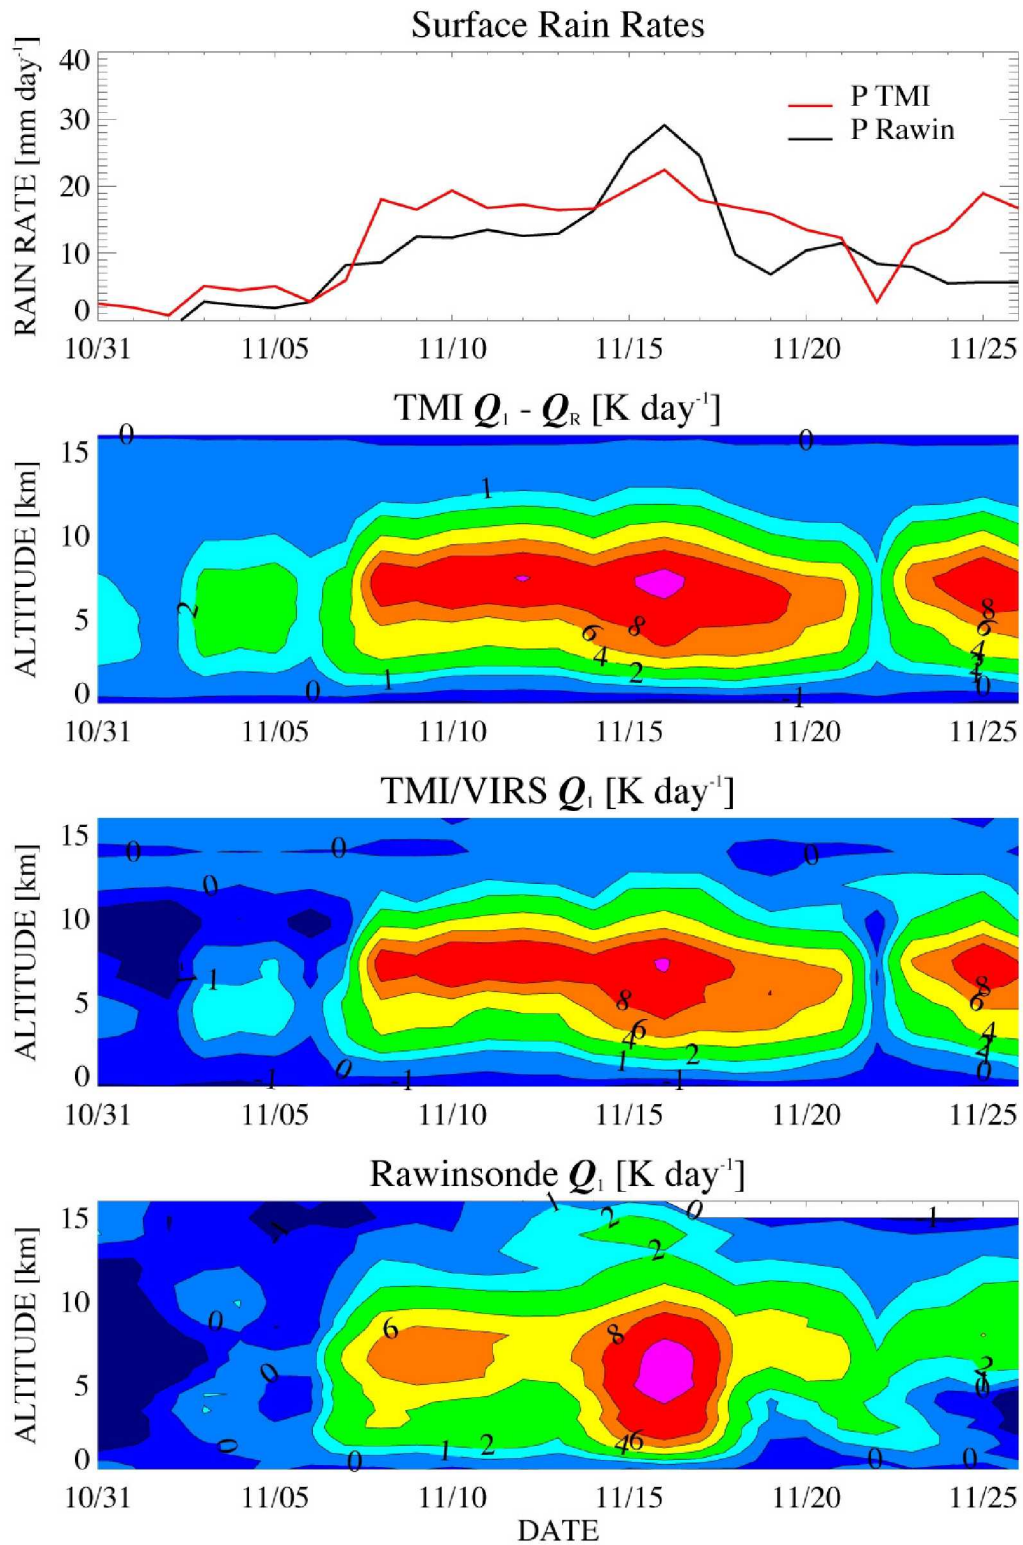 Surface Rain Rates
RAIN RATE [mm day⁻¹]
40
30
20
10
0
P TMI
P Rawin
10/31 11/05 11/10 11/15 11/20 11/25
TMI Q₁ - Q_R [K day⁻¹]
ALTITUDE [km]
15
10
5
0
0 0
1
2
8
6 8 6
4 4
2
1
0 -1 0
10/31 11/05 11/10 11/15 11/20 11/25
TMI/VIRS Q₁ [K day⁻¹]
ALTITUDE [km]
15
10
5
0
0 0 0
0
1
8 8
6 6
4 4
2
1
0 0
-1 -1 -1
10/31 11/05 11/10 11/15 11/20 11/25
Rawinsonde Q₁ [K day⁻¹]
ALTITUDE [km]
15
10
5
0
1 2 0 1
2
0 6 8
0
0 1 2 4 6
0 0 0
10/31 11/05 11/10 11/15 11/20 11/25
DATE